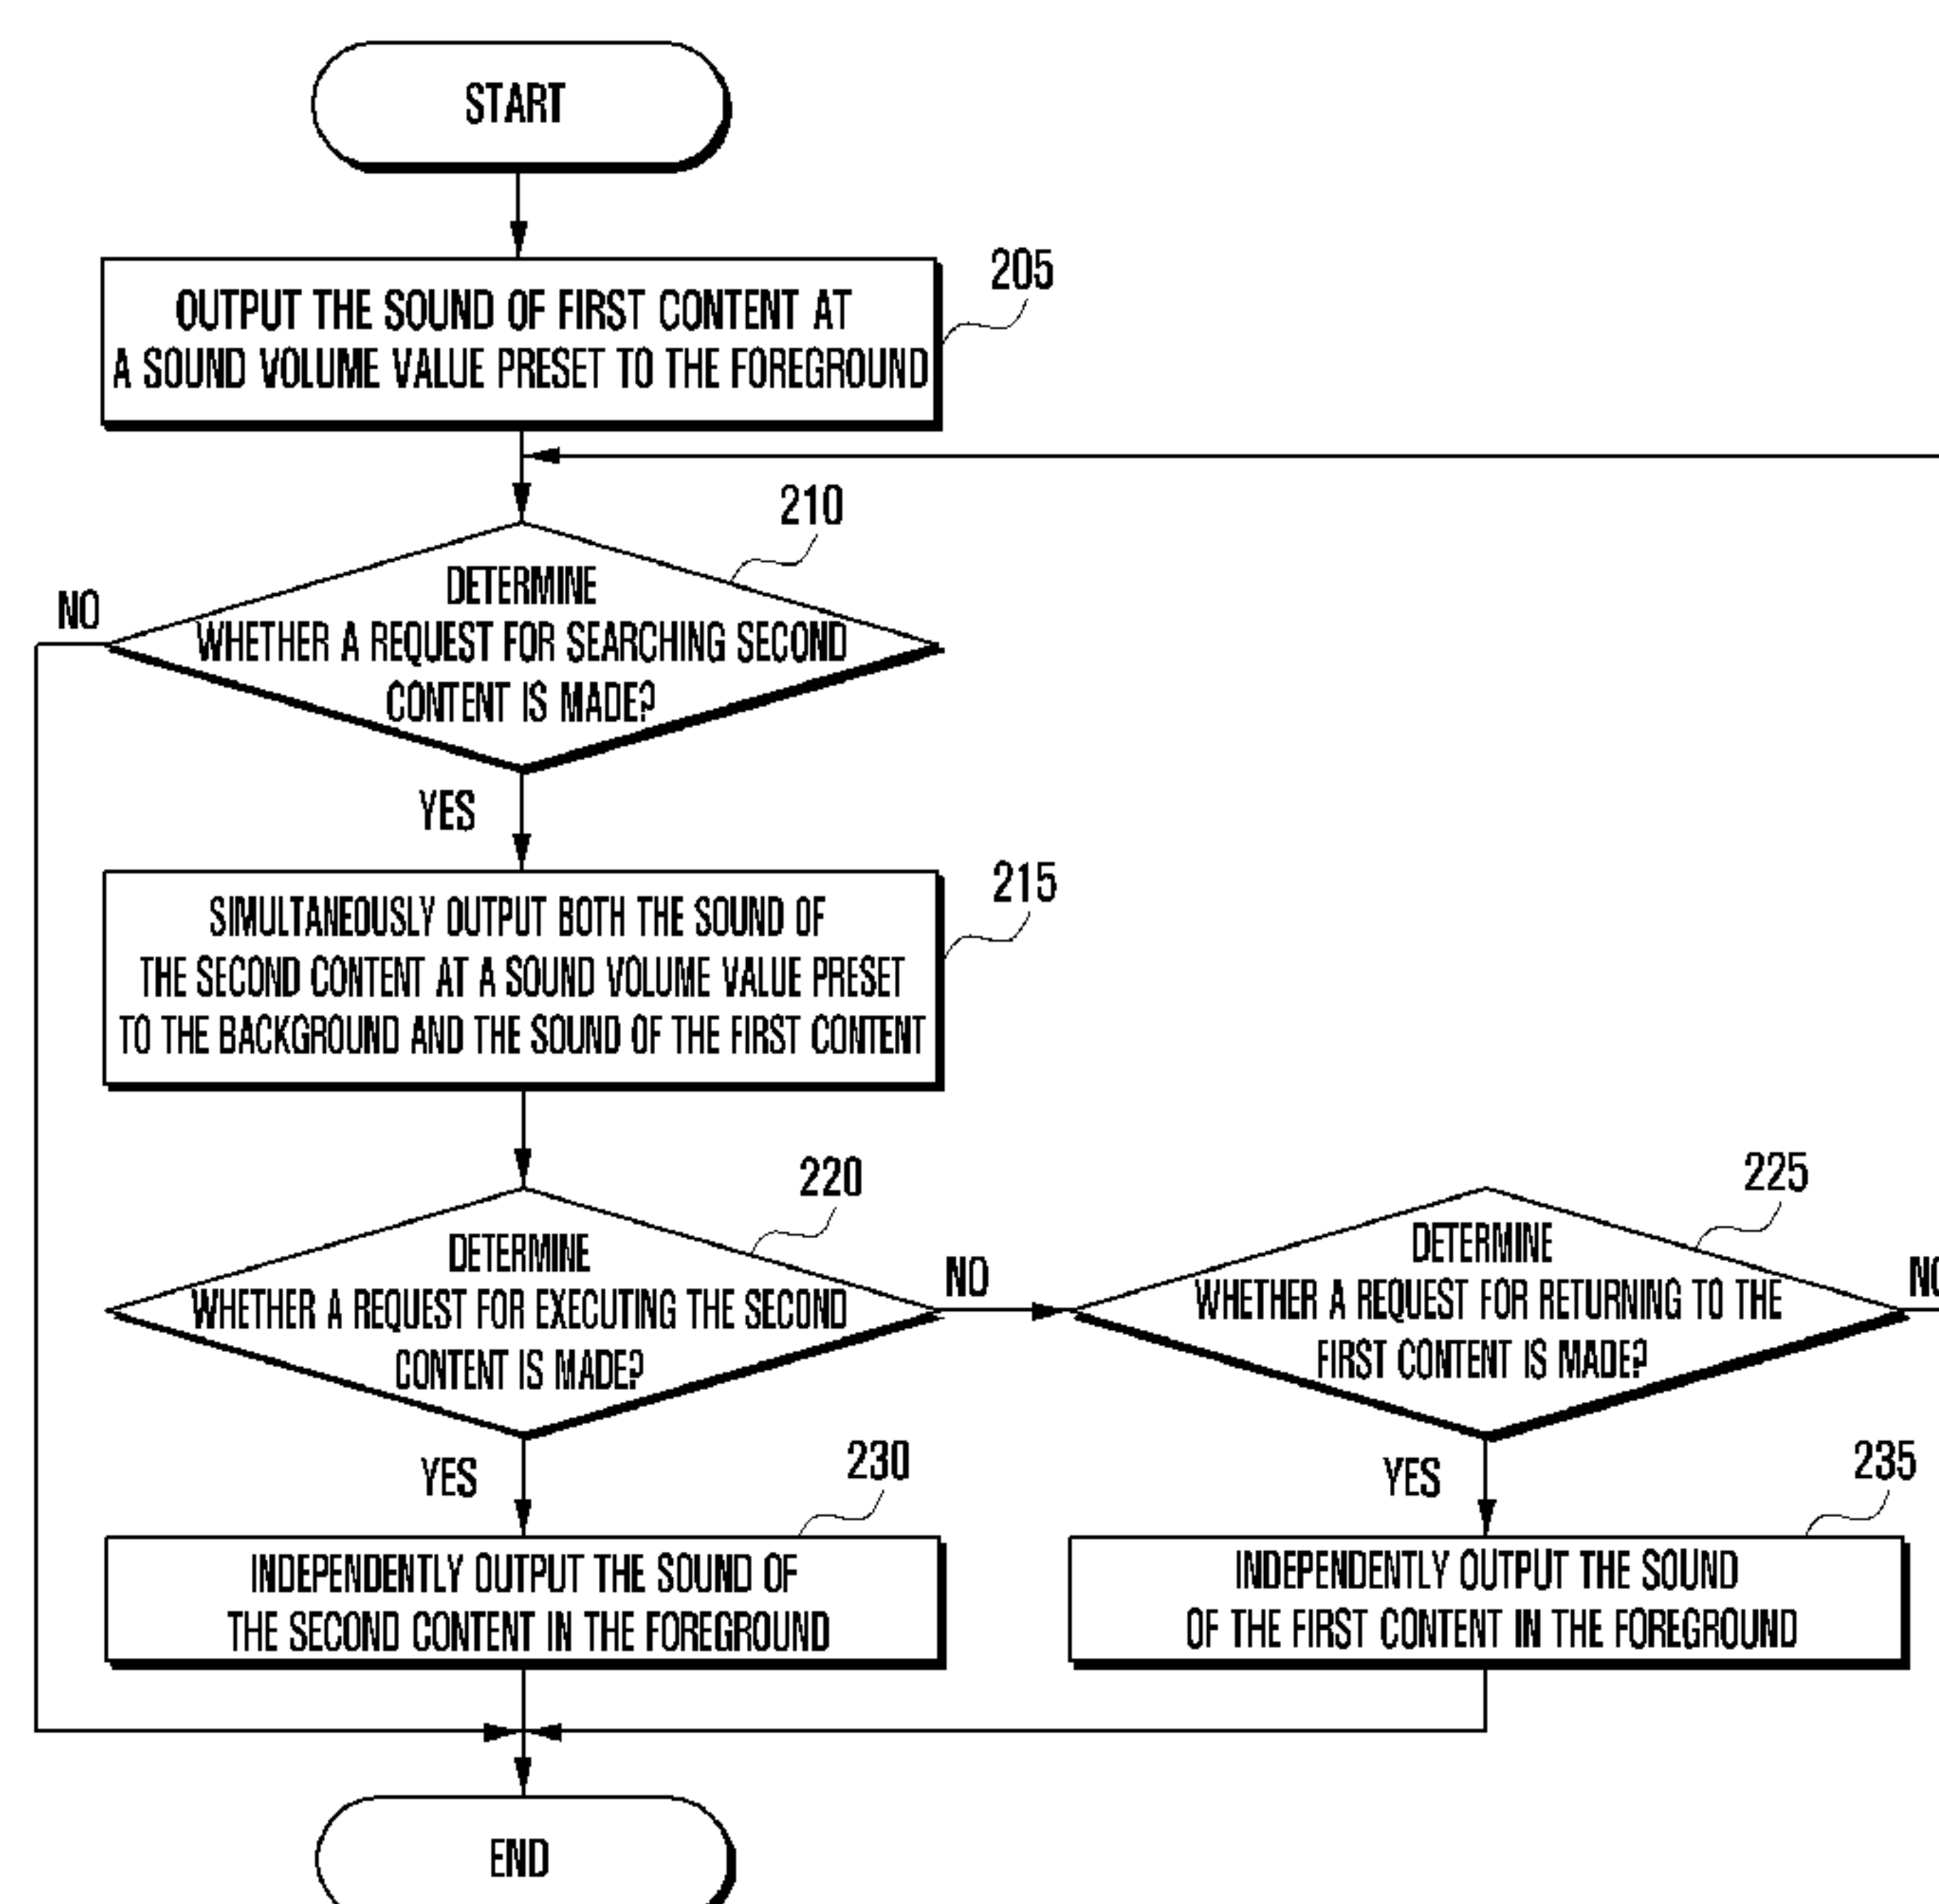 START
205
OUTPUT THE SOUND OF FIRST CONTENT AT
A SOUND VOLUME VALUE PRESET TO THE FOREGROUND
210
NO
DETERMINE
WHETHER A REQUEST FOR SEARCHING SECOND
CONTENT IS MADE?
YES
215
SIMULTANEOUSLY OUTPUT BOTH THE SOUND OF
THE SECOND CONTENT AT A SOUND VOLUME VALUE PRESET
TO THE BACKGROUND AND THE SOUND OF THE FIRST CONTENT
220
DETERMINE
WHETHER A REQUEST FOR EXECUTING THE SECOND
CONTENT IS MADE?
NO
225
DETERMINE
WHETHER A REQUEST FOR RETURNING TO THE
FIRST CONTENT IS MADE?
NO
YES
230
INDEPENDENTLY OUTPUT THE SOUND OF
THE SECOND CONTENT IN THE FOREGROUND
YES
235
INDEPENDENTLY OUTPUT THE SOUND
OF THE FIRST CONTENT IN THE FOREGROUND
END